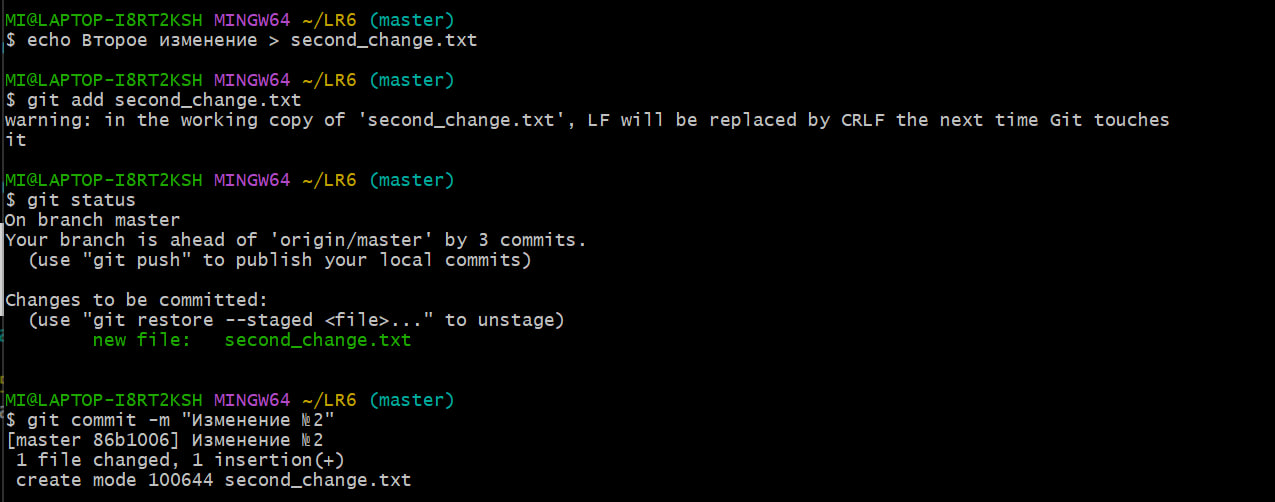 MI@LAPTOP-I8RT2KSH MINGW64 ~/LR6 (master)
$ echo Второе изменение > second_change.txt
MI@LAPTOP-I8RT2KSH MINGW64 ~/LR6 (master)
$ git add second_change.txt
warning: in the working copy of 'second_change.txt', LF will be replaced by CRLF the next time Git touches
it
MI@LAPTOP-I8RT2KSH MINGW64 ~/LR6 (master)
$ git status
On branch master
Your branch is ahead of 'origin/master' by 3 commits.
  (use "git push" to publish your local commits)
Changes to be committed:
  (use "git restore --staged <file>..." to unstage)
        new file:   second_change.txt
MI@LAPTOP-I8RT2KSH MINGW64 ~/LR6 (master)
$ git commit -m "Изменение №2"
[master 86b1006] Изменение №2
 1 file changed, 1 insertion(+)
 create mode 100644 second_change.txt